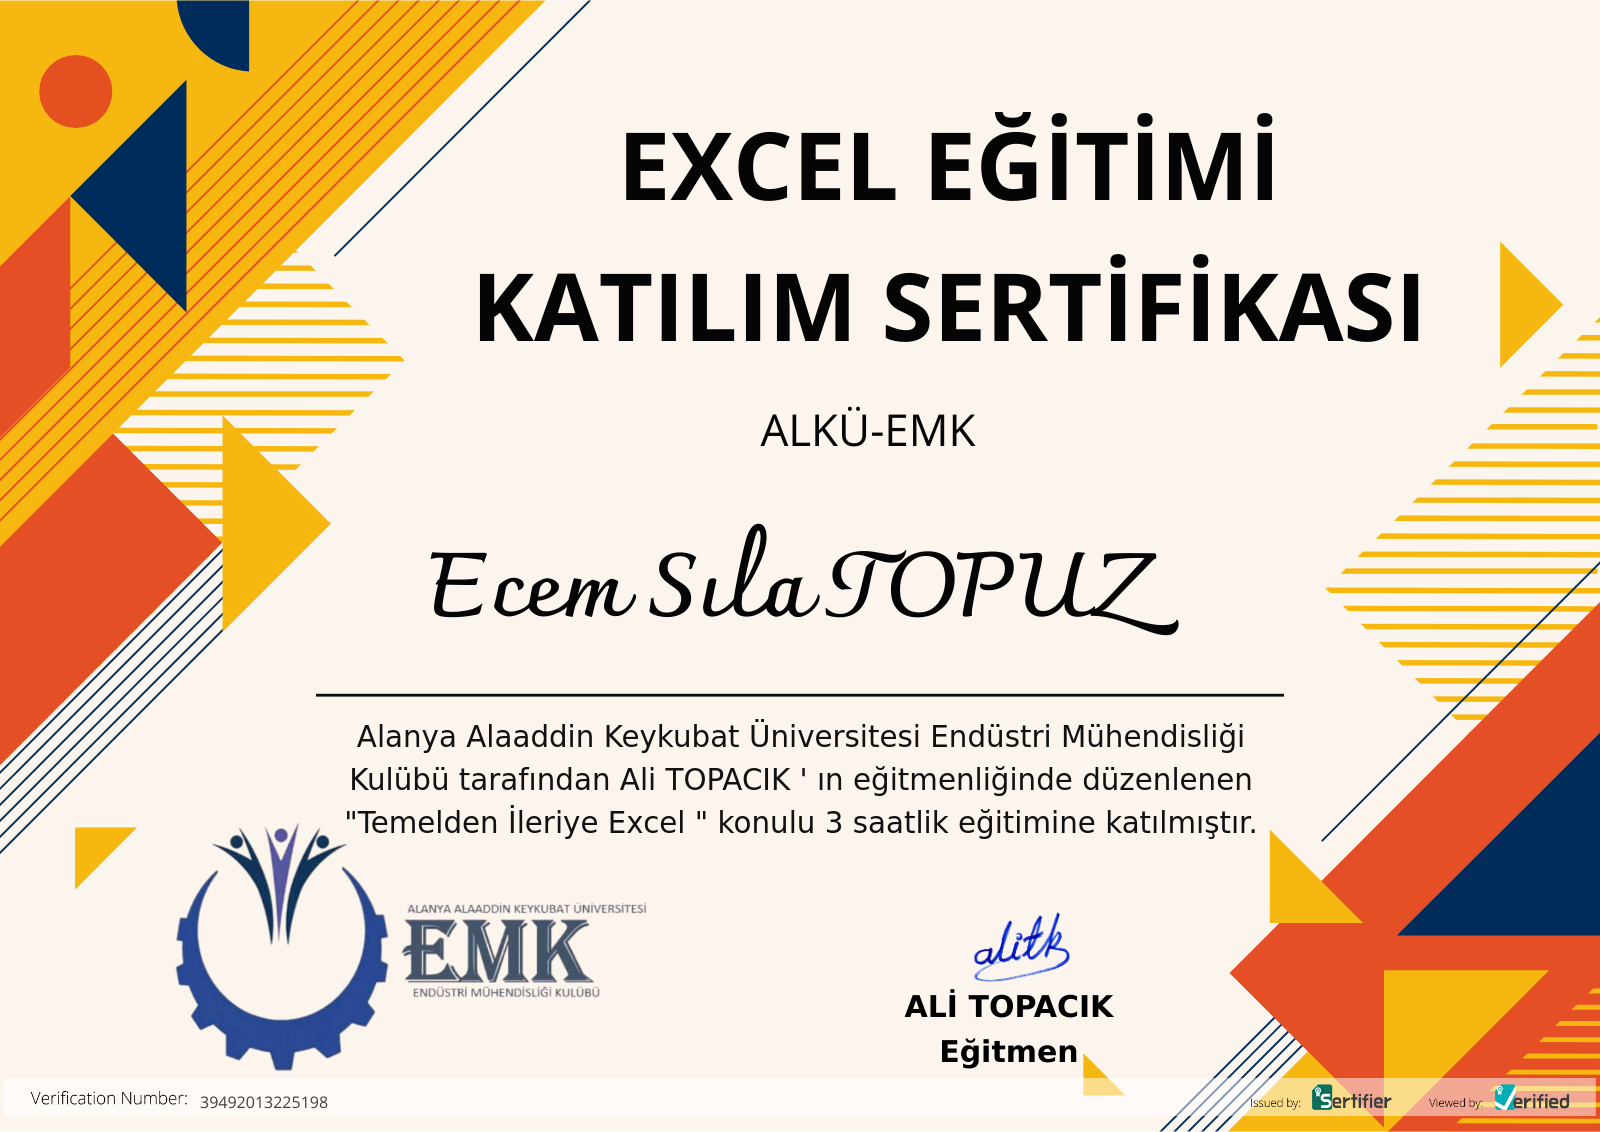 EXCEL EĞİTİMİ
KATILIM SERTİFİKASI
ALKÜ-EMK
Ecem Sıla TOPUZ
Alanya Alaaddin Keykubat Üniversitesi Endüstri Mühendisliği
Kulübü tarafından Ali TOPACIK ' ın eğitmenliğinde düzenlenen
"Temelden İleriye Excel " konulu 3 saatlik eğitimine katılmıştır.
ALANYA ALAADDİN KEYKUBAT ÜNİVERSİTESİ
EMK
ENDÜSTRİ MÜHENDİSLİĞİ KULÜBÜ
alitk
ALİ TOPACIK
Eğitmen
Verification Number: 39492013225198
Issued by: Sertifier Viewed by: Verified